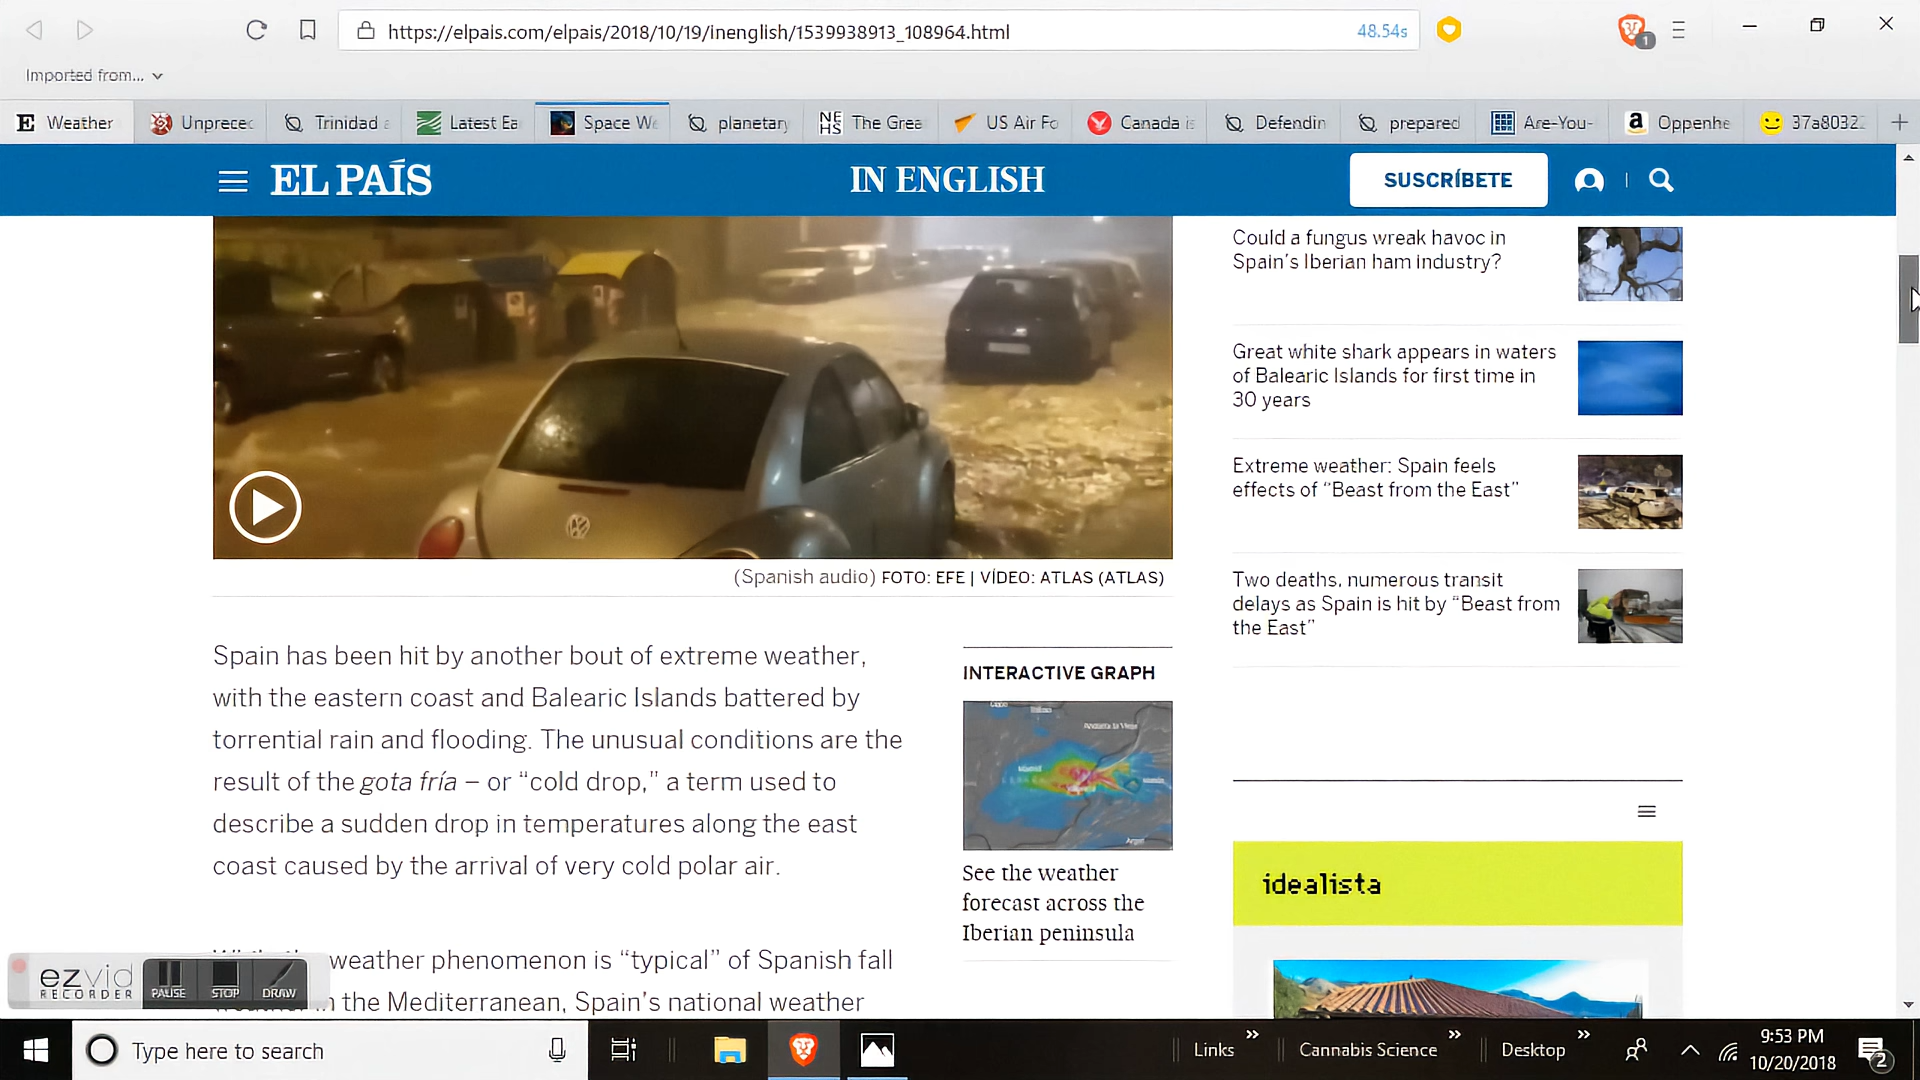 https://elpais.com/elpais/2018/10/19/inenglish/1539938913_108964.html
48.54s
1
Imported from...
E Weather
Unprece
Trinidad a
Latest Ea
Space We
planetary
NE HS The Grea
US Air Fo
Canada is
Defendin
prepared
Are-You-
a Oppenhe
37a80322
EL PAÍS
IN ENGLISH
SUSCRÍBETE
Could a fungus wreak havoc in
Spain's Iberian ham industry?
Great white shark appears in waters
of Balearic Islands for first time in
30 years
Extreme weather: Spain feels
effects of “Beast from the East”
Two deaths, numerous transit
delays as Spain is hit by “Beast from
the East”
(Spanish audio) FOTO: EFE | VÍDEO: ATLAS (ATLAS)
Spain has been hit by another bout of extreme weather,
with the eastern coast and Balearic Islands battered by
torrential rain and flooding. The unusual conditions are the
result of the gota fría – or “cold drop,” a term used to
describe a sudden drop in temperatures along the east
coast caused by the arrival of very cold polar air.
INTERACTIVE GRAPH
Madrid
Andorra la Vieja
See the weather
forecast across the
Iberian peninsula
idealista
weather phenomenon is “typical” of Spanish fall
the Mediterranean, Spain's national weather
ezvid
RECORDER
PAUSE
STOP
DRAW
Type here to search
Links
Cannabis Science
Desktop
9:53 PM
10/20/2018
2